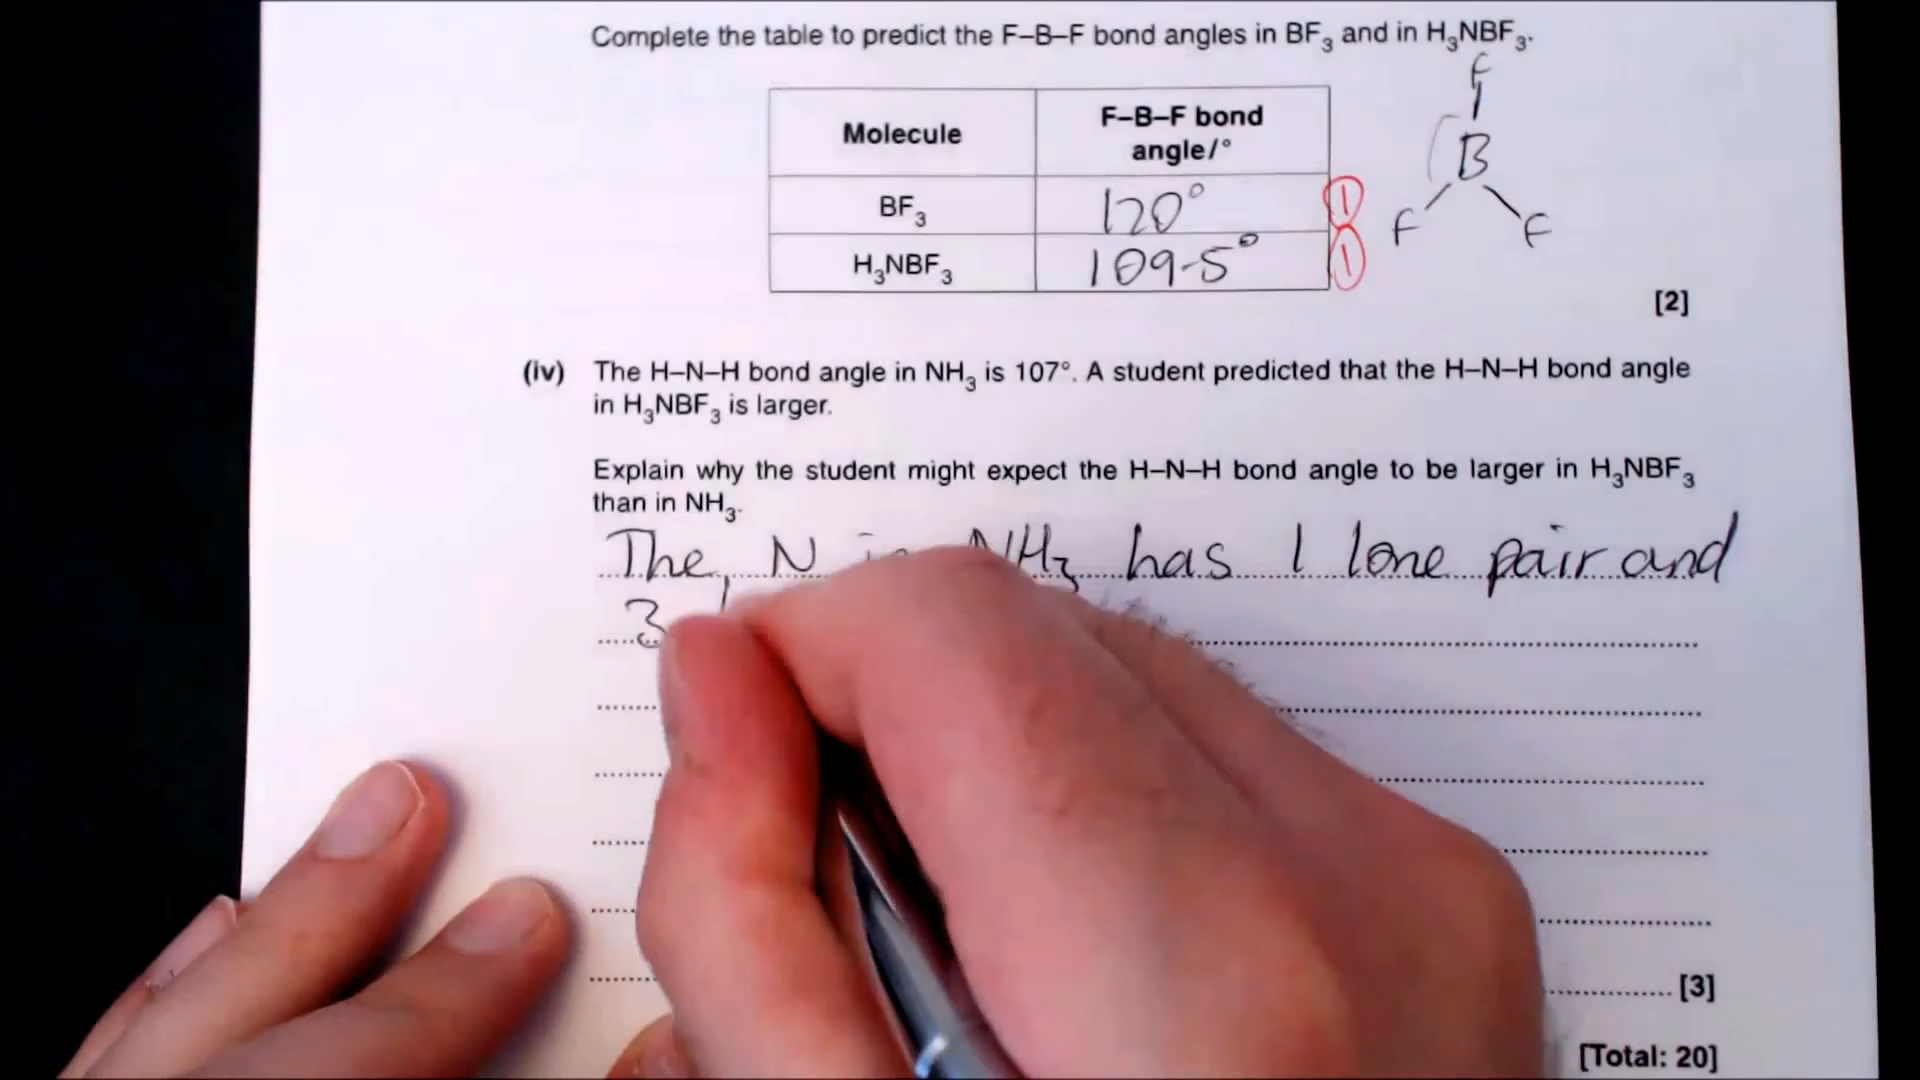 Complete the table to predict the F–B–F bond angles in BF₃ and in H₃NBF₃.
F
Molecule
F–B–F bond
angle/°
B
BF₃
120°
1
F
F
H₃NBF₃
109.5°
1
[2]
(iv) The H–N–H bond angle in NH₃ is 107°. A student predicted that the H–N–H bond angle
in H₃NBF₃ is larger.
Explain why the student might expect the H–N–H bond angle to be larger in H₃NBF₃
than in NH₃.
The N in NH₃ has 1 lone pair and
3
[3]
[Total: 20]